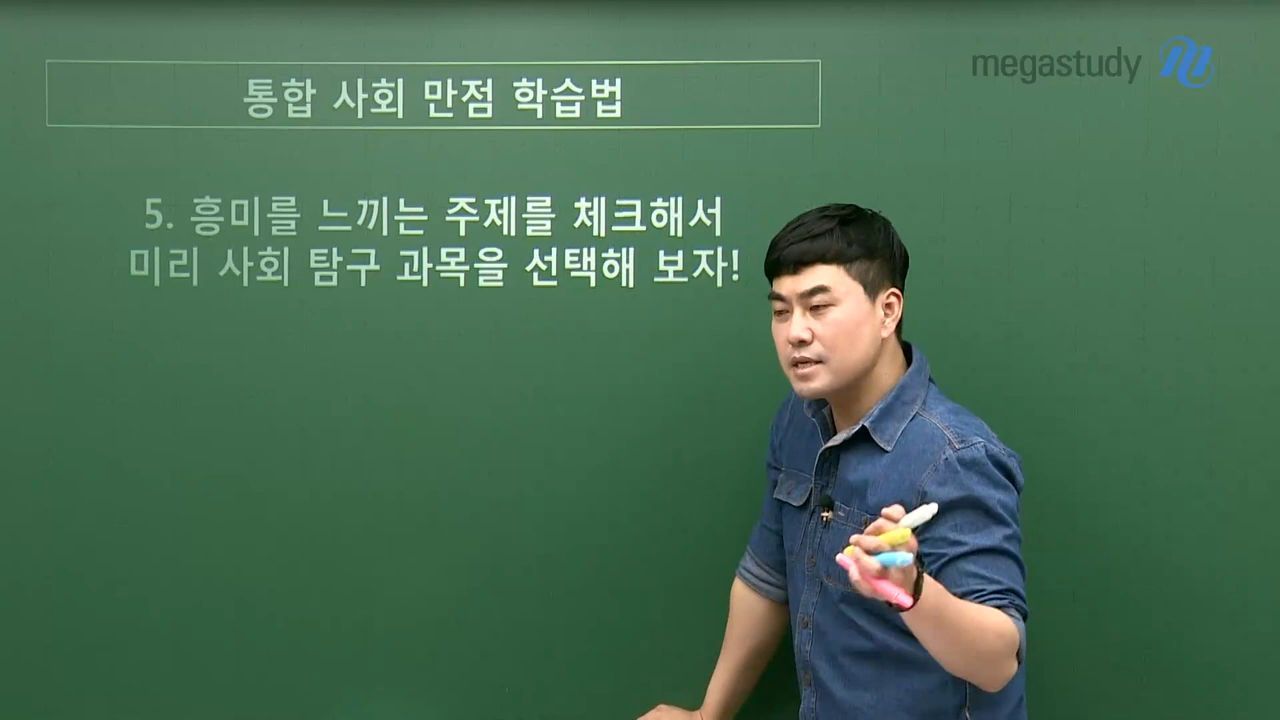 megastudy
통합 사회 만점 학습법
5. 흥미를 느끼는 주제를 체크해서
미리 사회 탐구 과목을 선택해 보자!